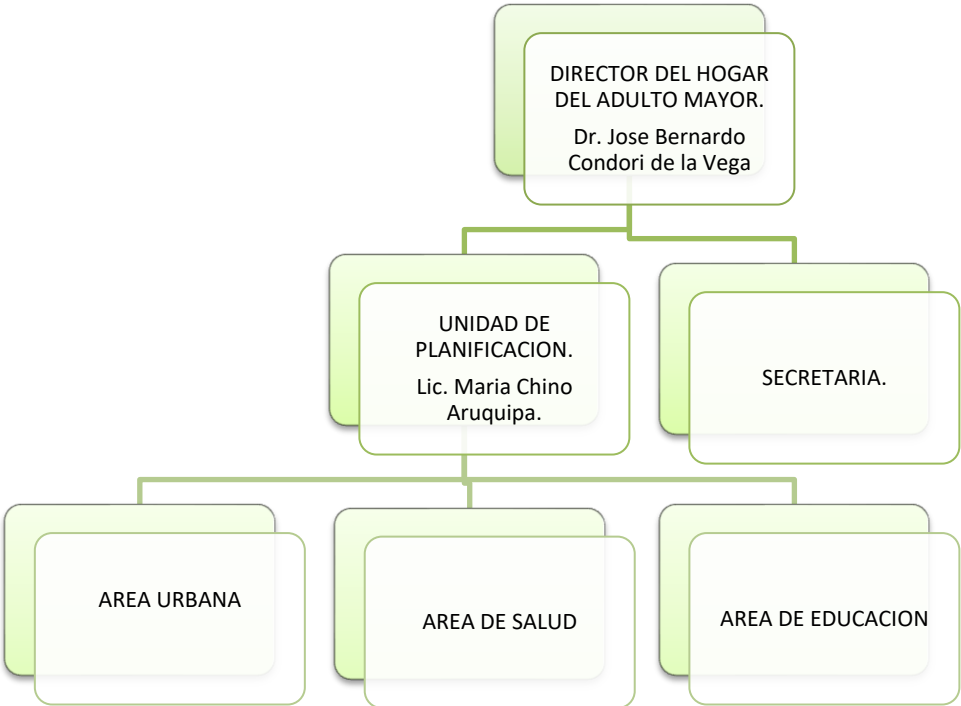 DIRECTOR DEL HOGAR
DEL ADULTO MAYOR.
Dr. Jose Bernardo
Condori de la Vega
UNIDAD DE
PLANIFICACION.
Lic. Maria Chino
Aruquipa.
SECRETARIA.
AREA URBANA
AREA DE SALUD
AREA DE EDUCACION